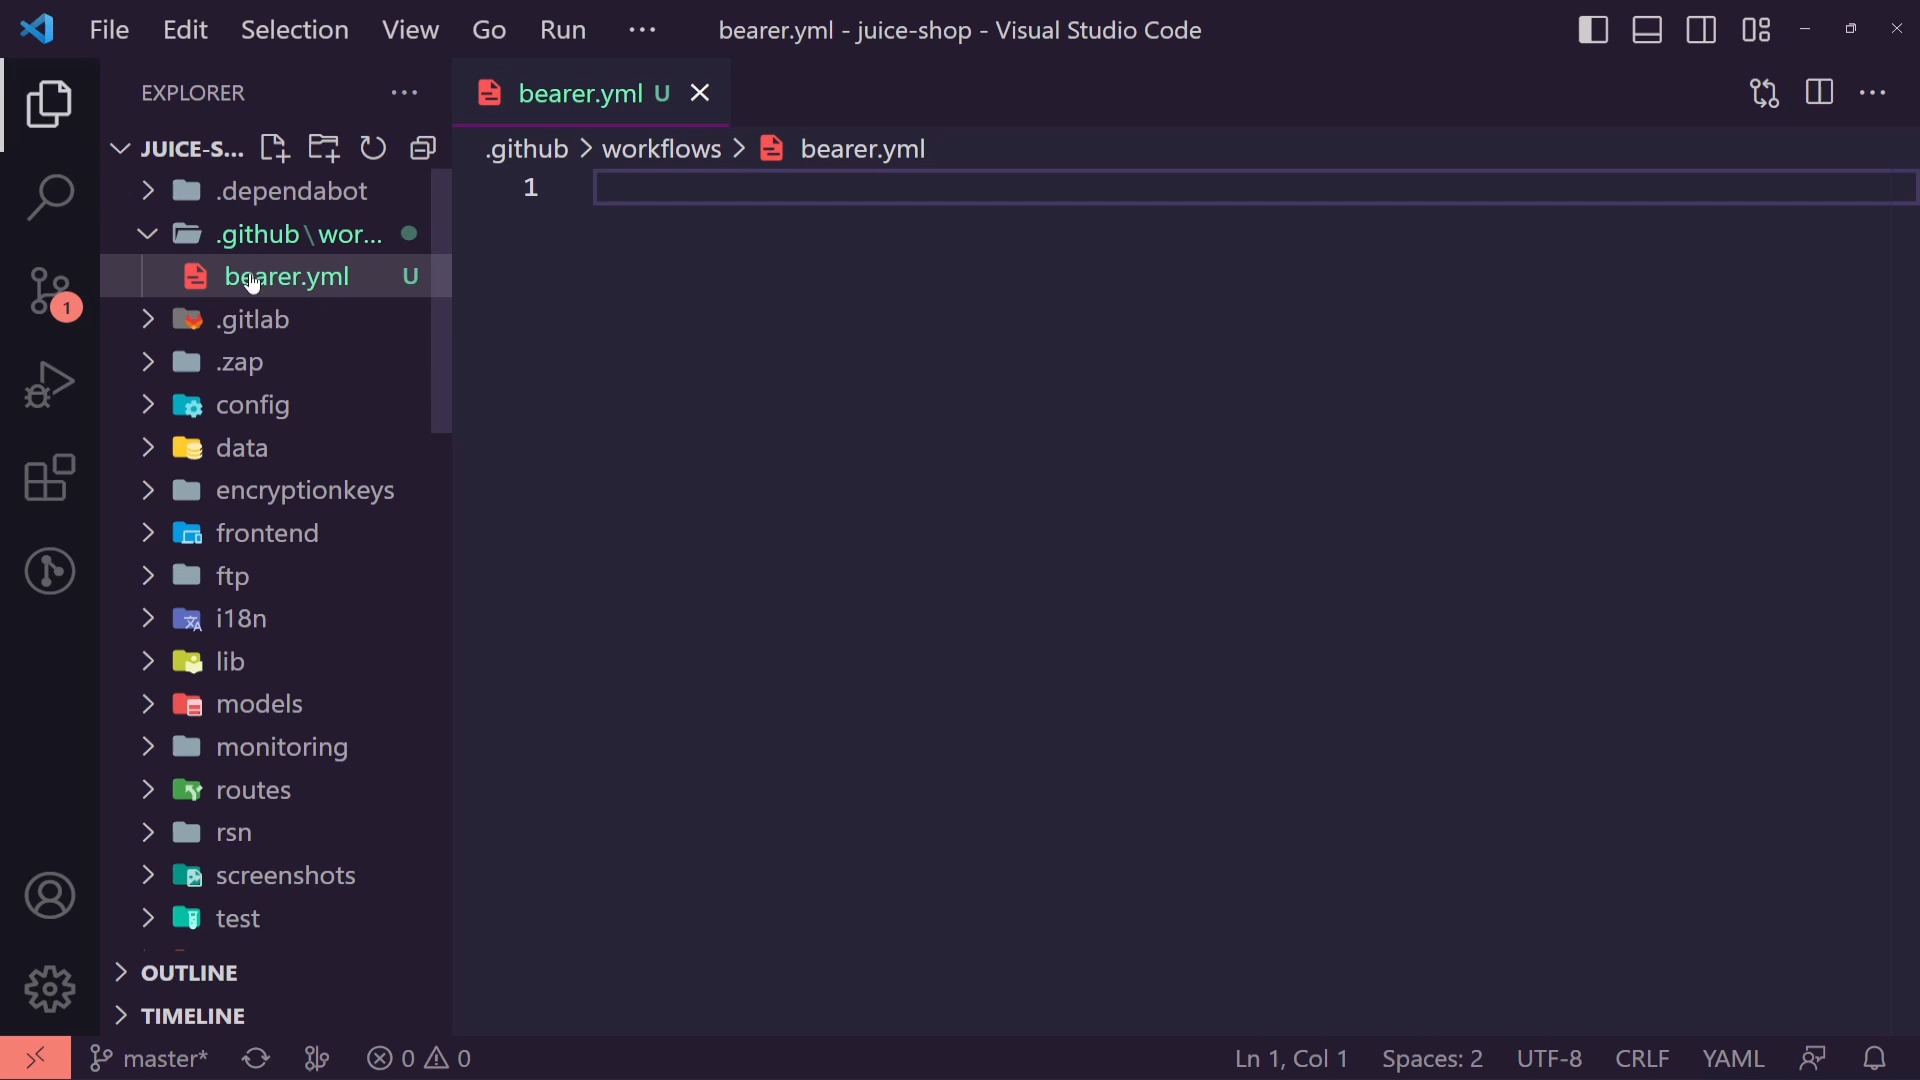 File Edit Selection View Go Run ··· bearer.yml - juice-shop - Visual Studio Code
EXPLORER ···
bearer.yml U
JUICE-S...
.github > workflows > bearer.yml
1
.dependabot
.github\wor...
bearer.yml U
.gitlab
.zap
config
data
encryptionkeys
frontend
ftp
i18n
lib
models
monitoring
routes
rsn
screenshots
test
OUTLINE
TIMELINE
1
master* 0 0 Ln 1, Col 1 Spaces: 2 UTF-8 CRLF YAML